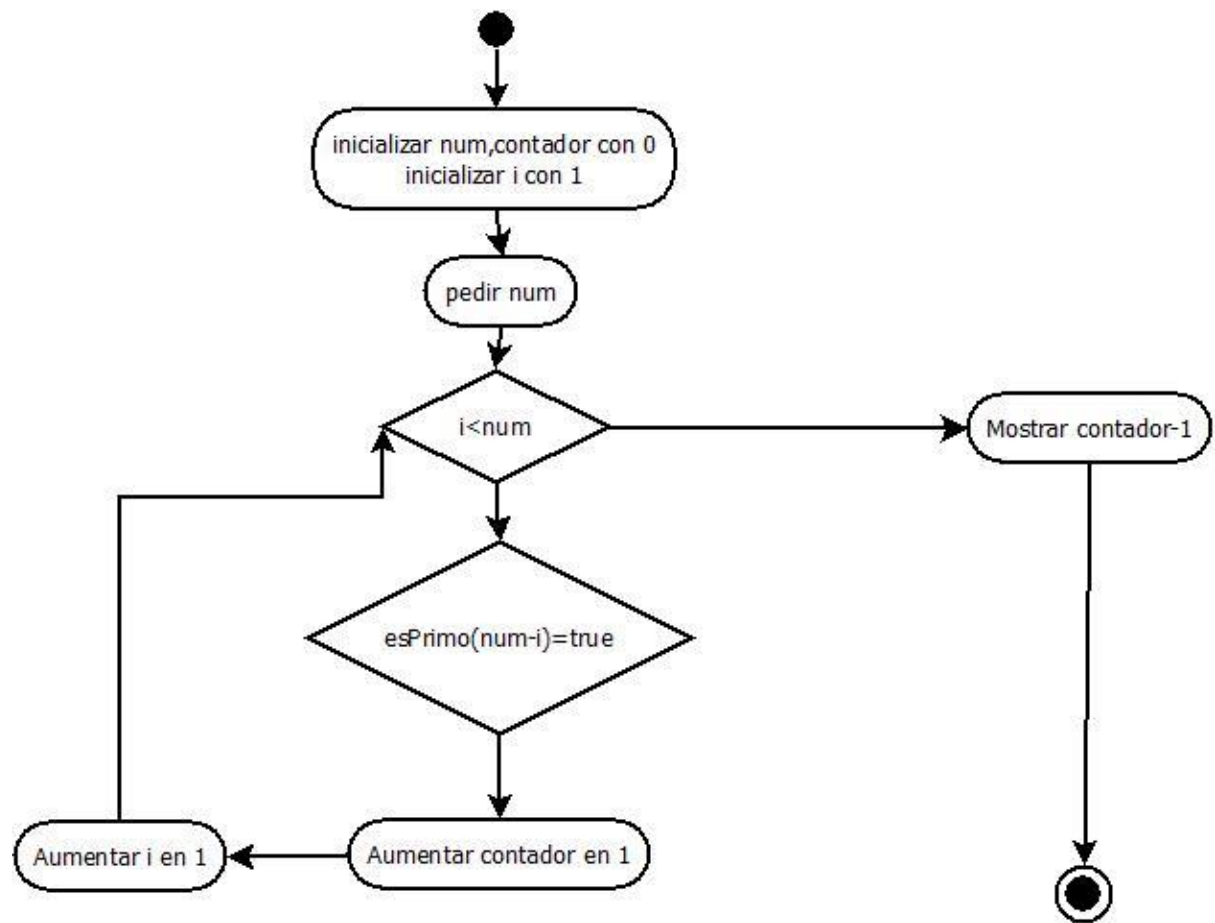 inicializar num,contador con 0
inicializar i con 1
pedir num
i<num
Mostrar contador-1
esPrimo(num-i)=true
Aumentar i en 1
Aumentar contador en 1